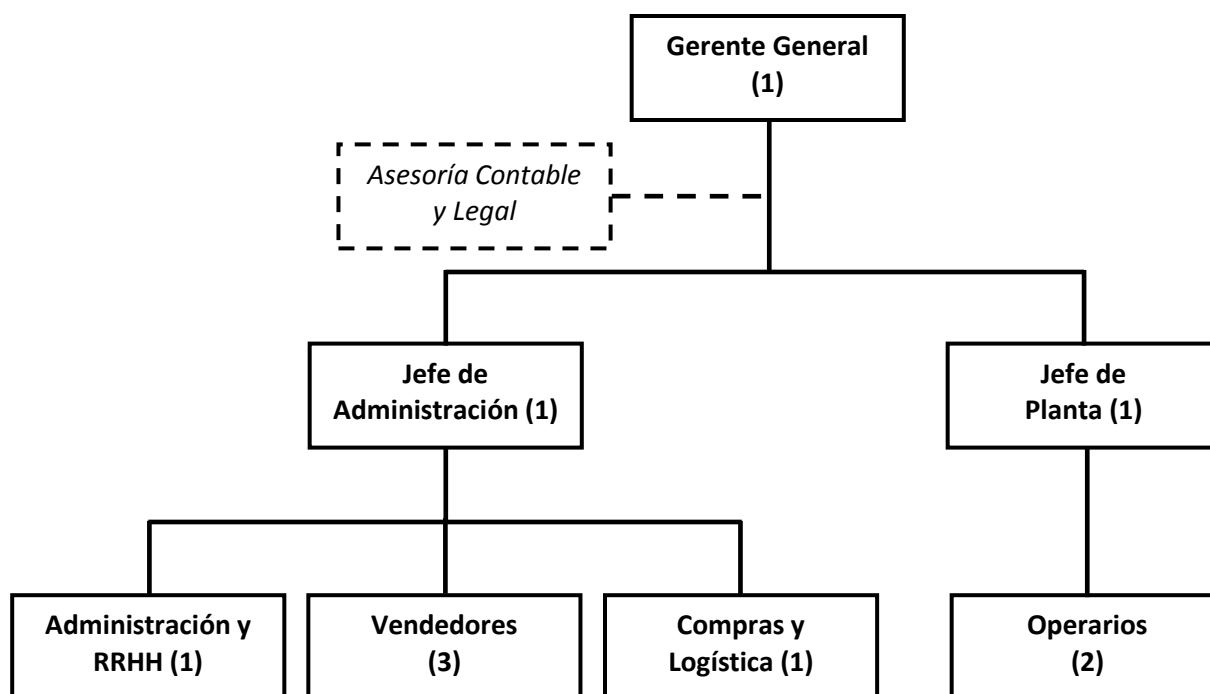 Gerente General
(1)
Asesoría Contable
y Legal
Jefe de
Administración (1)
Jefe de
Planta (1)
Administración y
RRHH (1)
Vendedores
(3)
Compras y
Logística (1)
Operarios
(2)